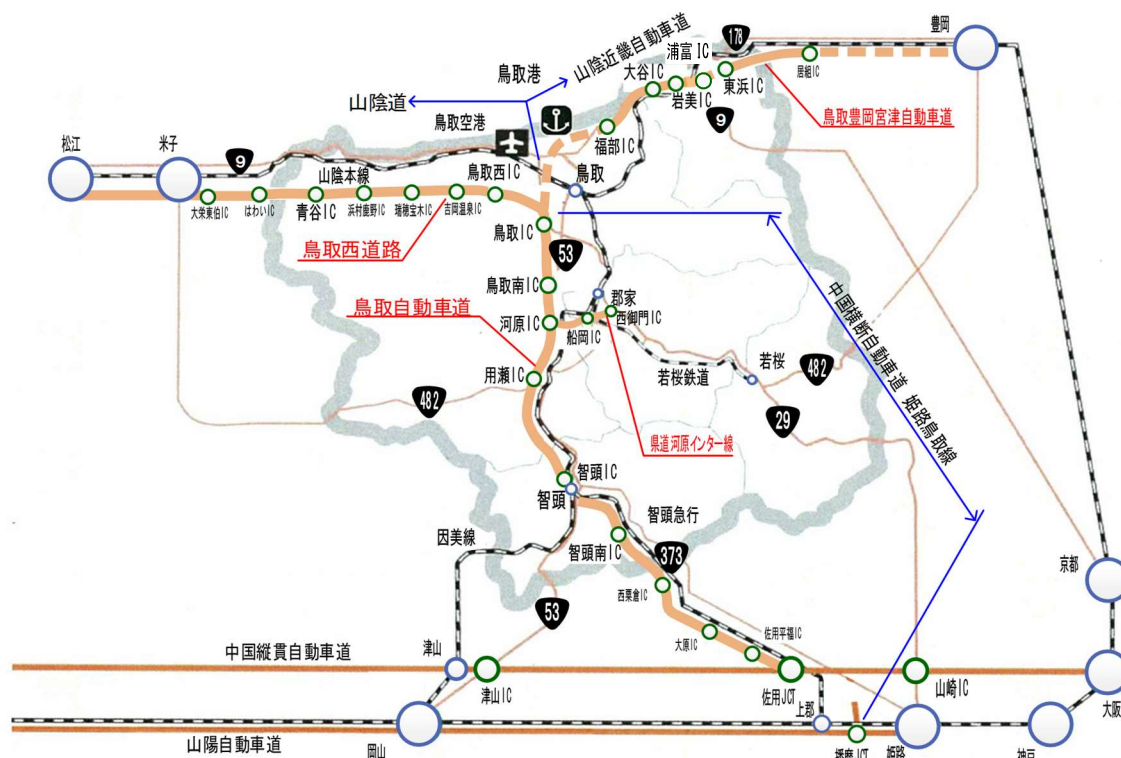 178
豊岡
浦富IC
山陰近畿自動車道
鳥取港
大谷IC
岩美IC
東浜IC
居組IC
山陰道
鳥取豊岡宮津自動車道
鳥取空港
9
福部IC
松江
米子
9
山陰本線
鳥取西IC
鳥取
大栄東伯IC
はわいIC
青谷IC
浜村鹿野IC
瑞穂宝木IC
吉岡温泉IC
鳥取西道路
鳥取IC
53
鳥取南IC
郡家
西御門IC
鳥取自動車道
河原IC
船岡IC
中国横断自動車道 姫路鳥取線
用瀬IC
若桜鉄道
若桜
482
482
29
県道河原インター線
智頭IC
智頭
智頭急行
因美線
智頭南IC
373
西粟倉IC
京都
53
大原IC
佐用平福IC
津山
中国縦貫自動車道
津山IC
佐用JCT
山崎IC
大阪
上郡
山陽自動車道
岡山
播磨JCT
姫路
神戸